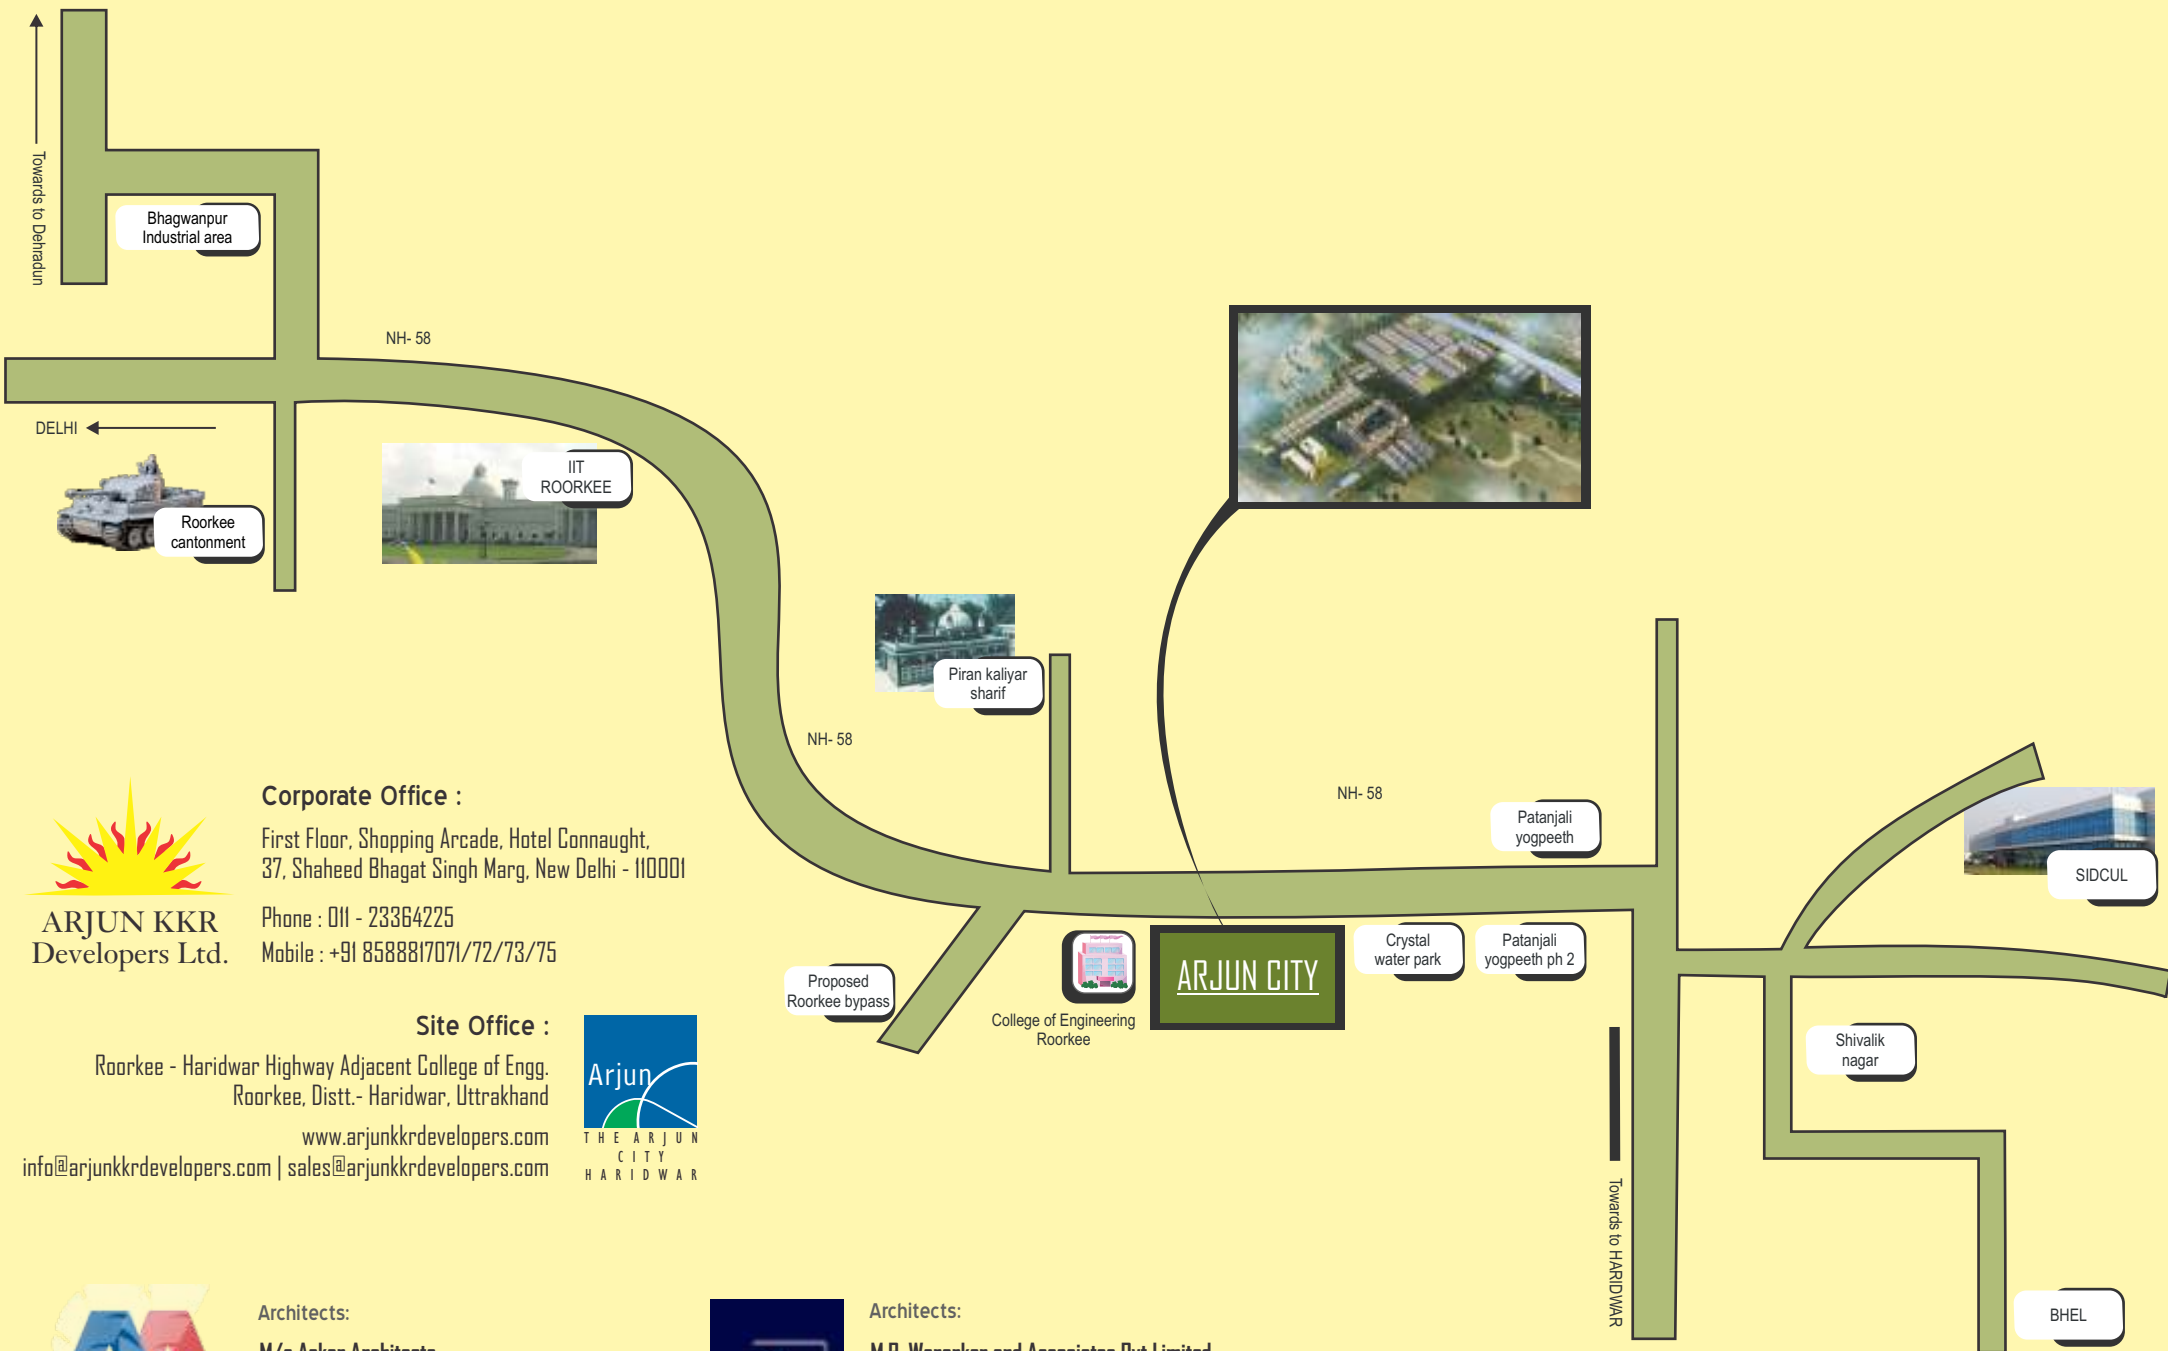 Towards to Dehradun
Bhagwanpur
Industrial area
NH- 58
DELHI
Roorkee
cantonment
IIT
ROORKEE
Piran kaliyar
sharif
NH- 58
NH- 58
Patanjali
yogpeeth
SIDCUL
Crystal
water park
Patanjali
yogpeeth ph 2
ARJUN CITY
College of Engineering
Roorkee
Proposed
Roorkee bypass
Shivalik
nagar
Towards to HARIDWAR
BHEL
ARJUN KKR
Developers Ltd.
Corporate Office :
First Floor, Shopping Arcade, Hotel Connaught,
37, Shaheed Bhagat Singh Marg, New Delhi - 110001
Phone : 011 - 23364225
Mobile : +91 8588817071/72/73/75
Site Office :
Roorkee - Haridwar Highway Adjacent College of Engg.
Roorkee, Distt.- Haridwar, Uttrakhand
www.arjunkkrdevelopers.com
info@arjunkkrdevelopers.com | sales@arjunkkrdevelopers.com
Arjun
THE ARJUN
CITY
HARIDWAR
Architects:
Architects
Architects:
and Associates Pvt Limited